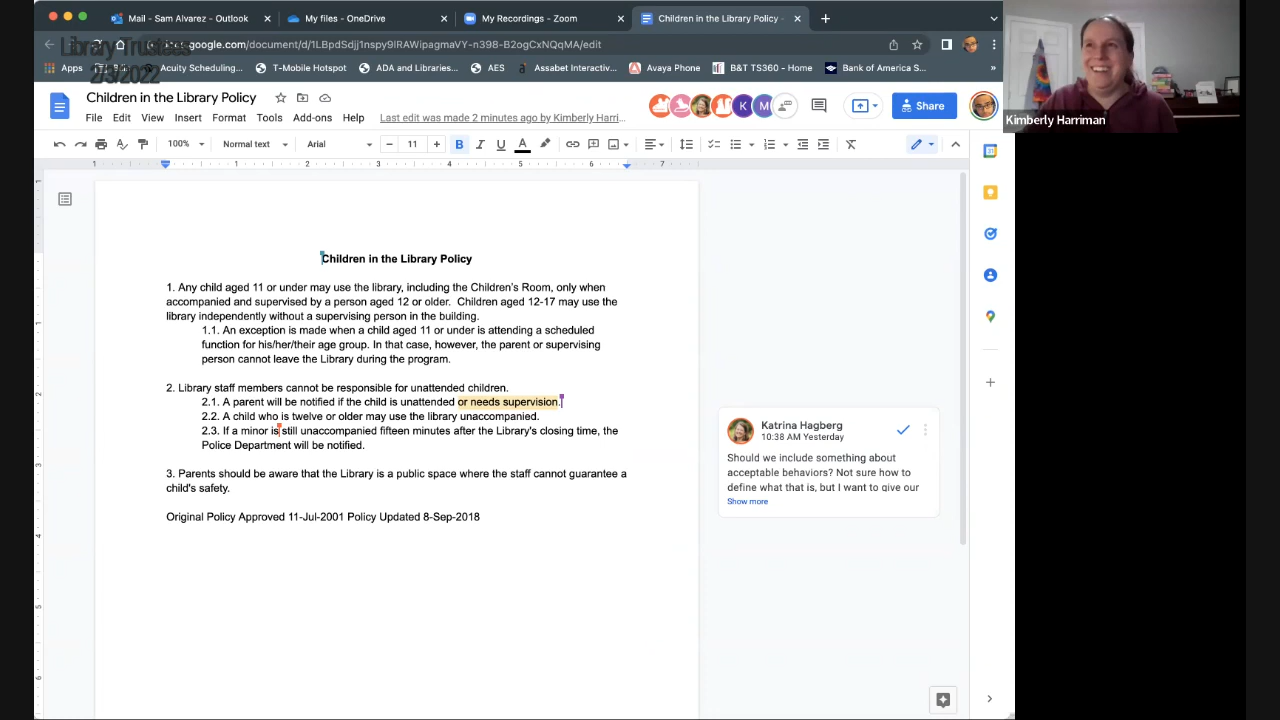 Mail - Sam Alvarez - Outlook
My files - OneDrive
My Recordings - Zoom
Children in the Library Policy -
Library Trustees
2/3/2022
google.com/document/d/1LBpdSdjj1nspy9IRAWipagmaVY-n398-B2ogCxNQqMA/edit
Apps
Acuity Scheduling...
T-Mobile Hotspot
ADA and Libraries...
AES
Assabet Interactiv...
Avaya Phone
B&T TS360 - Home
Bank of America S...
Children in the Library Policy
File Edit View Insert Format Tools Add-ons Help
Last edit was made 2 minutes ago by Kimberly Harri...
K
M
Share
Kimberly Harriman
100%
Normal text
Arial
11
B I U A
1 1 2 3 4 5 6 7
Children in the Library Policy
1. Any child aged 11 or under may use the library, including the Children's Room, only when
accompanied and supervised by a person aged 12 or older. Children aged 12-17 may use the
library independently without a supervising person in the building.
1.1. An exception is made when a child aged 11 or under is attending a scheduled
function for his/her/their age group. In that case, however, the parent or supervising
person cannot leave the Library during the program.
2. Library staff members cannot be responsible for unattended children.
2.1. A parent will be notified if the child is unattended or needs supervision.
2.2. A child who is twelve or older may use the library unaccompanied.
2.3. If a minor is still unaccompanied fifteen minutes after the Library's closing time, the
Police Department will be notified.
3. Parents should be aware that the Library is a public space where the staff cannot guarantee a
child's safety.
Original Policy Approved 11-Jul-2001 Policy Updated 8-Sep-2018
Katrina Hagberg
10:38 AM Yesterday
Should we include something about
acceptable behaviors? Not sure how to
define what that is, but I want to give our
Show more